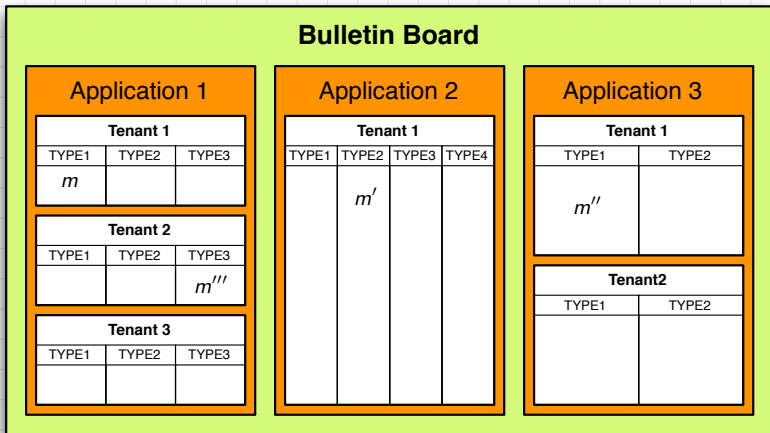 Bulletin Board
Application 1
Tenant 1
TYPE1 TYPE2 TYPE3
m
Tenant 2
TYPE1 TYPE2 TYPE3
m′′′
Tenant 3
TYPE1 TYPE2 TYPE3
Application 2
Tenant 1
TYPE1 TYPE2 TYPE3 TYPE4
m′
Application 3
Tenant 1
TYPE1 TYPE2
m′′
Tenant2
TYPE1 TYPE2